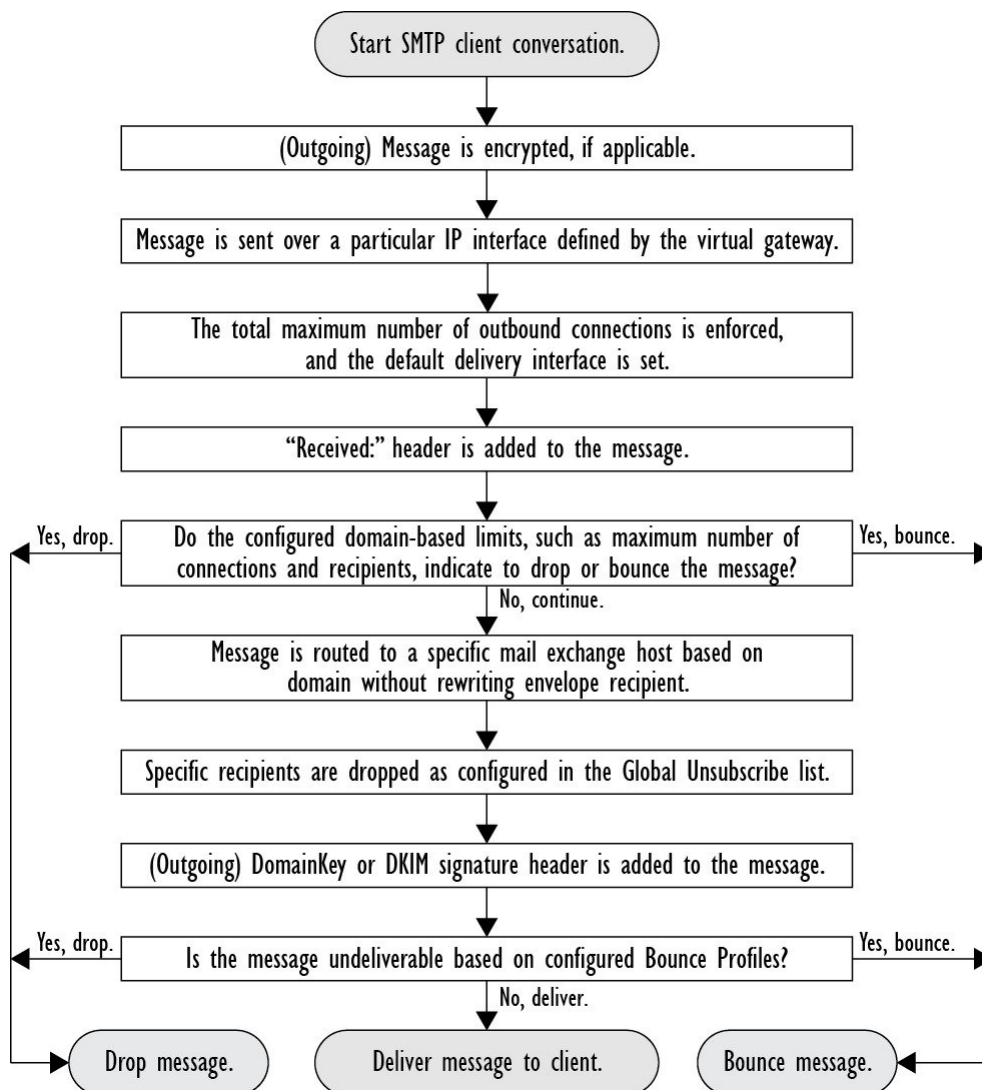 Start SMTP client conversation.
(Outgoing) Message is encrypted, if applicable.
Message is sent over a particular IP interface defined by the virtual gateway.
The total maximum number of outbound connections is enforced,
and the default delivery interface is set.
“Received:” header is added to the message.
Yes, drop.
Do the configured domain-based limits, such as maximum number of
connections and recipients, indicate to drop or bounce the message?
Yes, bounce.
No, continue.
Message is routed to a specific mail exchange host based on
domain without rewriting envelope recipient.
Specific recipients are dropped as configured in the Global Unsubscribe list.
(Outgoing) DomainKey or DKIM signature header is added to the message.
Yes, drop.
Is the message undeliverable based on configured Bounce Profiles?
Yes, bounce.
No, deliver.
Drop message.
Deliver message to client.
Bounce message.